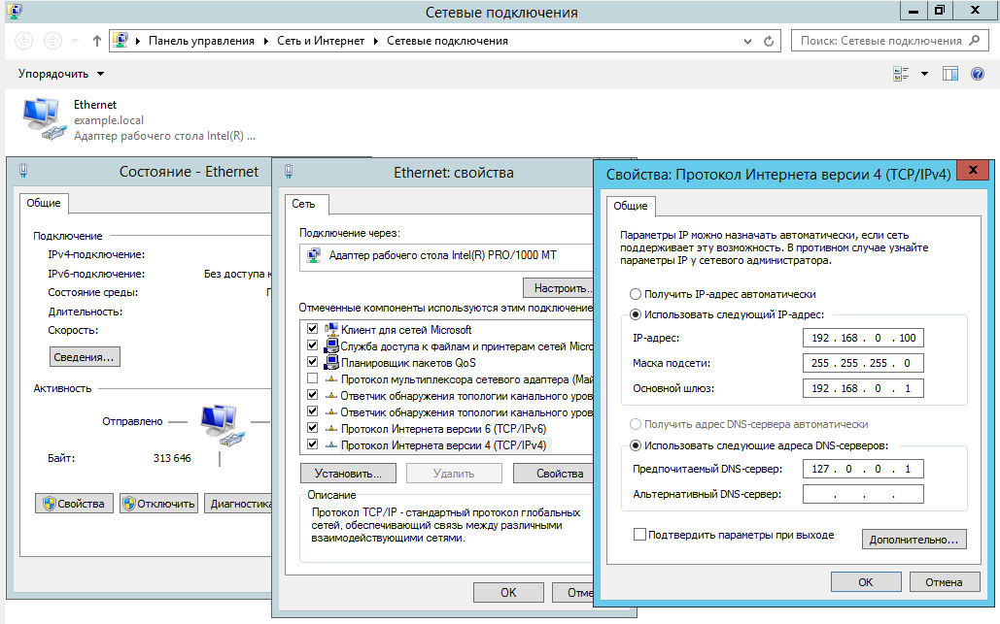 Сетевые подключения
Панель управления
Сеть и Интернет
Сетевые подключения
Поиск: Сетевые подключения
Упорядочить
Ethernet
example.local
Адаптер рабочего стола Intel(R) ...
Состояние - Ethernet
Общие
Подключение
IPv4-подключение:
IPv6-подключение:
Без доступа
Состояние среды:
Длительность:
Скорость:
Сведения...
Активность
Отправлено
Байт:
313 646
Свойства
Отключить
Диагностика
Ethernet: свойства
Сеть
Подключение через:
Адаптер рабочего стола Intel(R) PRO/1000 MT
Настроить..
Отмеченные компоненты используются этим подключение
Клиент для сетей Microsoft
Служба доступа к файлам и принтерам сетей Micro
Планировщик пакетов QoS
Протокол мультиплексора сетевого адаптера (Май
Ответчик обнаружения топологии канального уров
Ответчик обнаружения топологии канального уров
Протокол Интернета версии 6 (TCP/IPv6)
Протокол Интернета версии 4 (TCP/IPv4)
Установить...
Удалить
Свойства
Описание
Протокол TCP/IP - стандартный протокол глобальных
сетей, обеспечивающий связь между различными
взаимодействующими сетями.
ОК
Отме
Свойства: Протокол Интернета версии 4 (TCP/IPv4)
Общие
Параметры IP можно назначать автоматически, если сеть
поддерживает эту возможность. В противном случае узнайте
параметры IP у сетевого администратора.
Получить IP-адрес автоматически
Использовать следующий IP-адрес:
IP-адрес:
192 . 168 . 0 . 100
Маска подсети:
255 . 255 . 255 . 0
Основной шлюз:
192 . 168 . 0 . 1
Получить адрес DNS-сервера автоматически
Использовать следующие адреса DNS-серверов:
Предпочитаемый DNS-сервер:
127 . 0 . 0 . 1
Альтернативный DNS-сервер:
. . .
Подтвердить параметры при выходе
Дополнительно...
ОК
Отмена